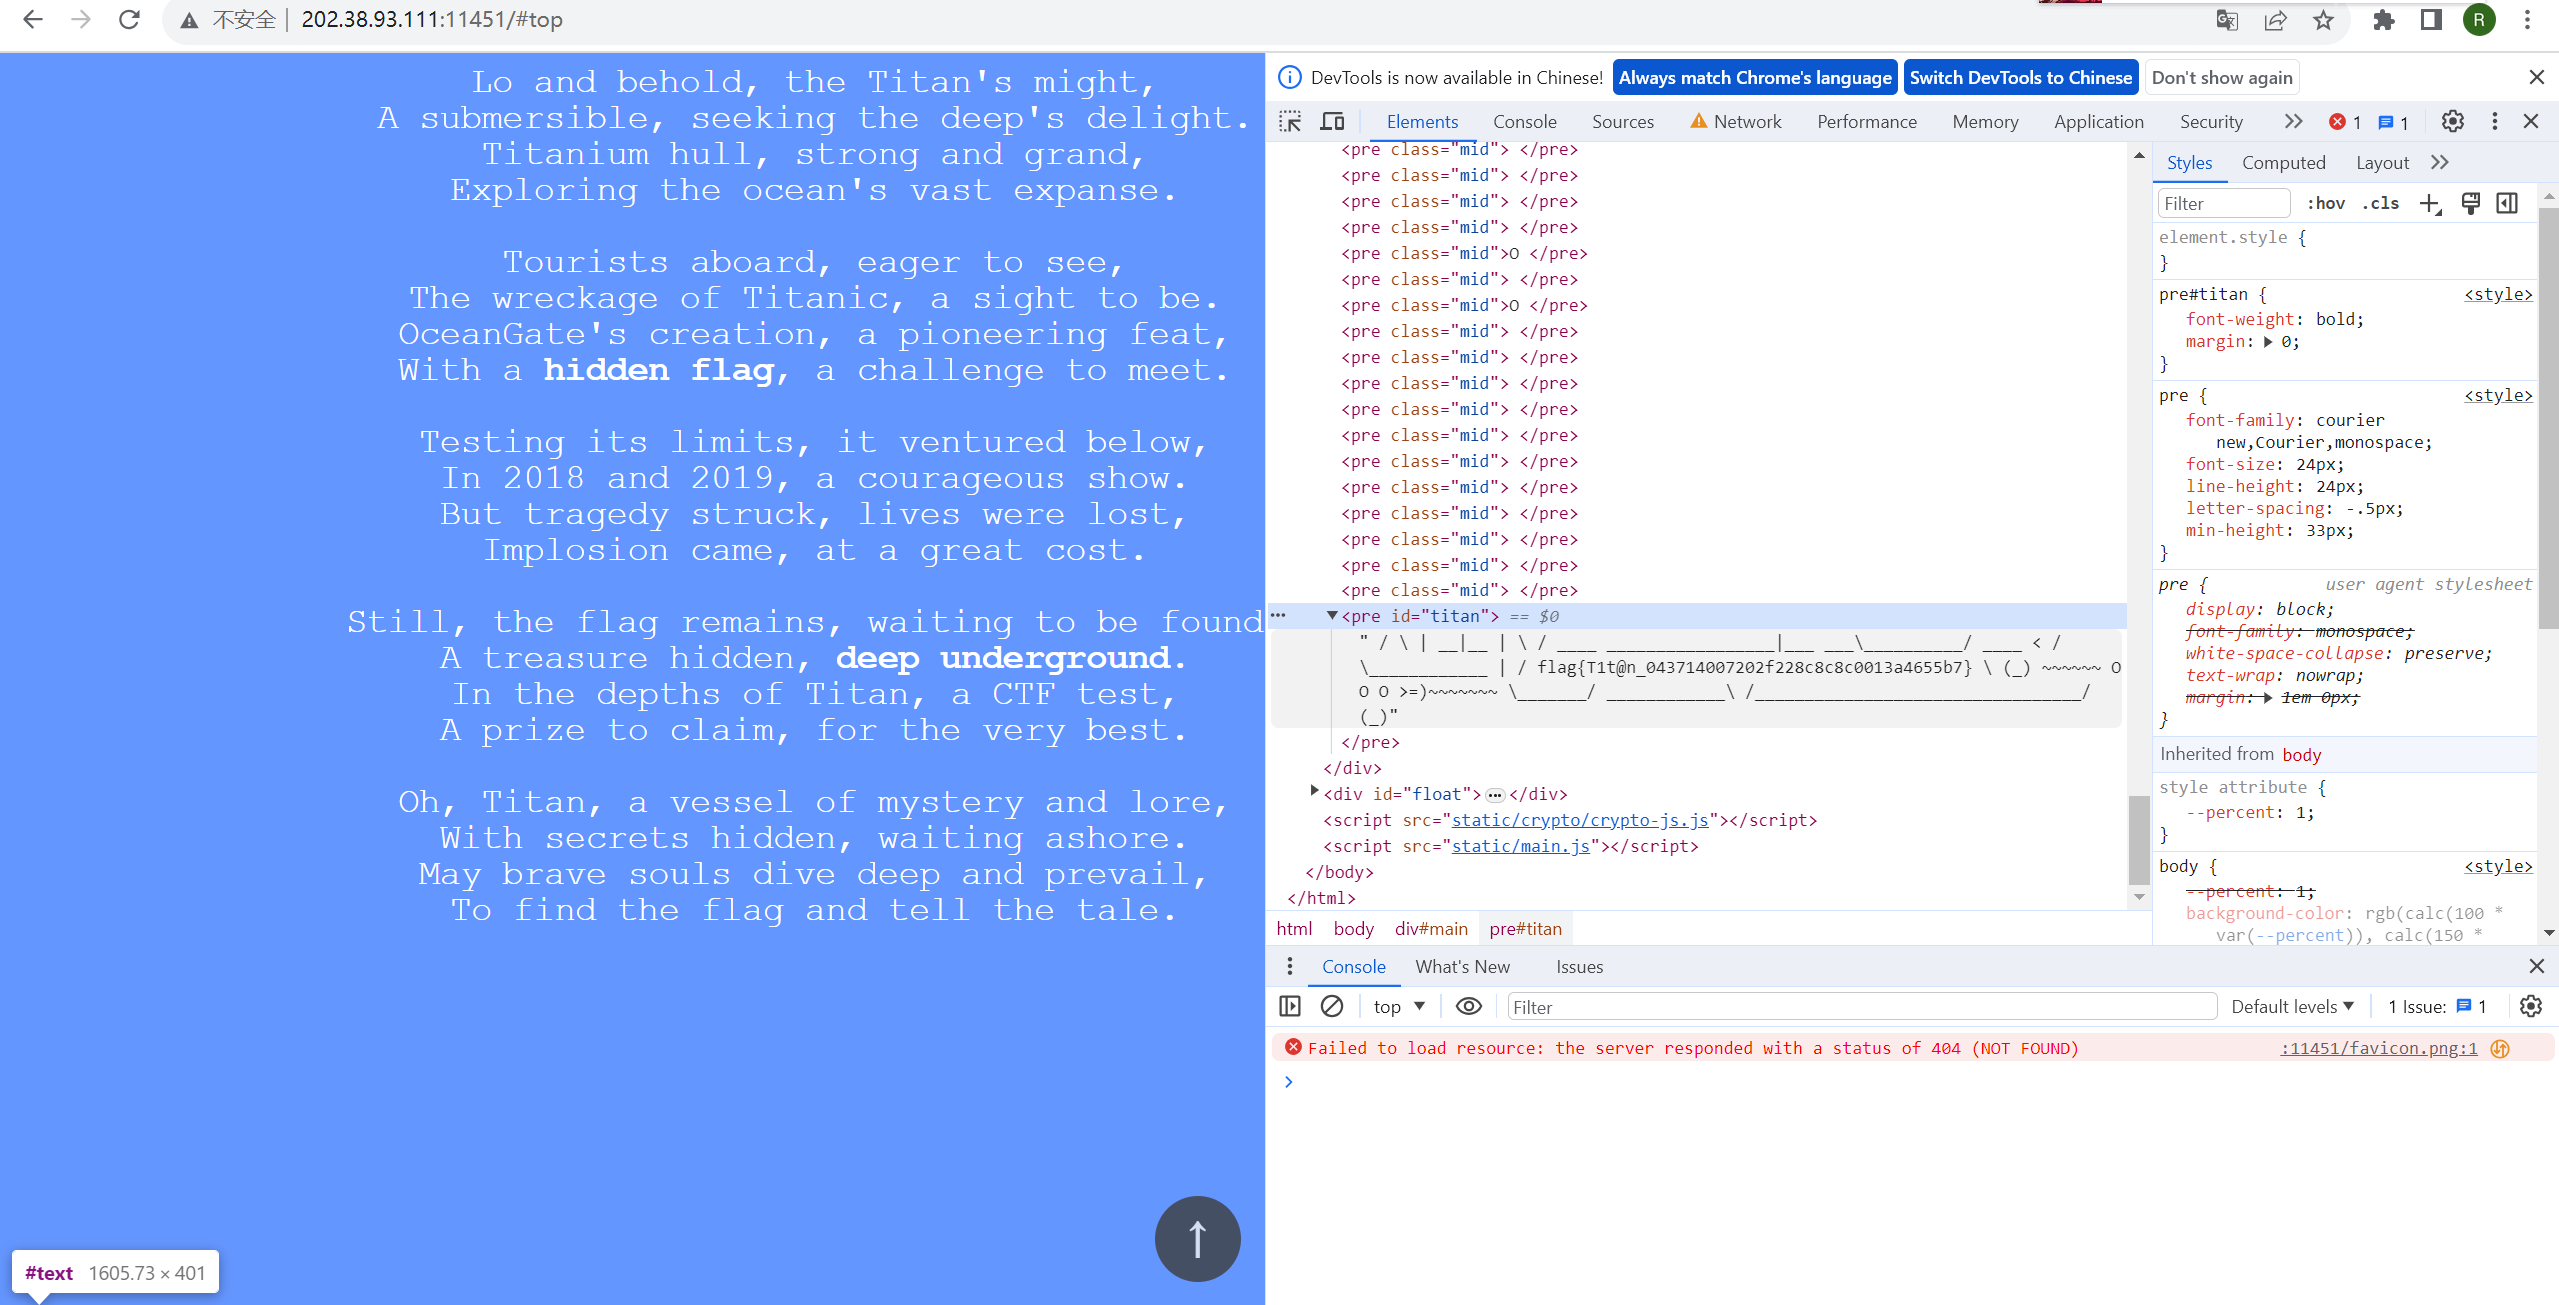 不安全 | 202.38.93.111:11451/#top
R
Lo and behold, the Titan's might,
A submersible, seeking the deep's delight.
Titanium hull, strong and grand,
Exploring the ocean's vast expanse.
Tourists aboard, eager to see,
The wreckage of Titanic, a sight to be.
OceanGate's creation, a pioneering feat,
With a hidden flag, a challenge to meet.
Testing its limits, it ventured below,
In 2018 and 2019, a courageous show.
But tragedy struck, lives were lost,
Implosion came, at a great cost.
Still, the flag remains, waiting to be found
A treasure hidden, deep underground.
In the depths of Titan, a CTF test,
A prize to claim, for the very best.
Oh, Titan, a vessel of mystery and lore,
With secrets hidden, waiting ashore.
May brave souls dive deep and prevail,
To find the flag and tell the tale.
↑
#text 1605.73 × 401
DevTools is now available in Chinese! Always match Chrome's language Switch DevTools to Chinese Don't show again
Elements Console Sources Network Performance Memory Application Security 1 1
<pre class="mid"> </pre>
<pre class="mid"> </pre>
<pre class="mid"> </pre>
<pre class="mid"> </pre>
<pre class="mid">O </pre>
<pre class="mid"> </pre>
<pre class="mid">O </pre>
<pre class="mid"> </pre>
<pre class="mid"> </pre>
<pre class="mid"> </pre>
<pre class="mid"> </pre>
<pre class="mid"> </pre>
<pre class="mid"> </pre>
<pre class="mid"> </pre>
<pre class="mid"> </pre>
<pre class="mid"> </pre>
<pre class="mid"> </pre>
<pre class="mid"> </pre>
<pre id="titan"> == $0
" / \ | __|__ | \ / ____ _________________|___ ___\__________/ ____ < /
\____________ | / flag{T1t@n_043714007202f228c8c8c0013a4655b7} \ (_) ~~~~~~ O
O O >=)~~~~~~~ \_______/ ____________\ /_________________________________/
(_)"
</pre>
</div>
<div id="float"></div>
<script src="static/crypto/crypto-js.js"></script>
<script src="static/main.js"></script>
</body>
</html>
html body div#main pre#titan
Styles Computed Layout
Filter :hov .cls
element.style {
}
pre#titan { <style>
font-weight: bold;
margin: 0;
}
pre { <style>
font-family: courier
new,Courier,monospace;
font-size: 24px;
line-height: 24px;
letter-spacing: -.5px;
min-height: 33px;
}
pre { user agent stylesheet
display: block;
font-family: monospace;
white-space-collapse: preserve;
text-wrap: nowrap;
margin: 1em 0px;
}
Inherited from body
style attribute {
--percent: 1;
}
body { <style>
--percent: 1;
background-color: rgb(calc(100 *
var(--percent)), calc(150 *
Console What's New Issues
top Filter Default levels 1 Issue: 1
Failed to load resource: the server responded with a status of 404 (NOT FOUND) :11451/favicon.png:1